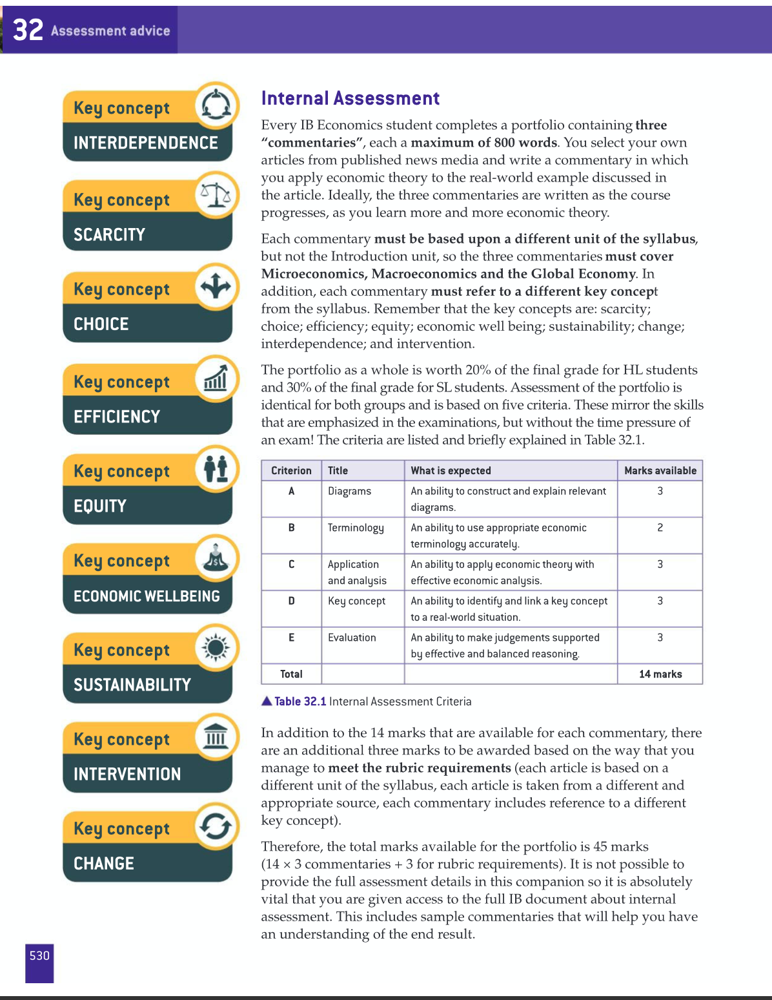 32 Assessment advice
Key concept
INTERDEPENDENCE
Key concept
SCARCITY
Key concept
CHOICE
Key concept
EFFICIENCY
Key concept
EQUITY
Key concept
ECONOMIC WELLBEING
Key concept
SUSTAINABILITY
Key concept
INTERVENTION
Key concept
CHANGE
Internal Assessment
Every IB Economics student completes a portfolio containing three
“commentaries”, each a maximum of 800 words. You select your own
articles from published news media and write a commentary in which
you apply economic theory to the real-world example discussed in
the article. Ideally, the three commentaries are written as the course
progresses, as you learn more and more economic theory.
Each commentary must be based upon a different unit of the syllabus,
but not the Introduction unit, so the three commentaries must cover
Microeconomics, Macroeconomics and the Global Economy. In
addition, each commentary must refer to a different key concept
from the syllabus. Remember that the key concepts are: scarcity;
choice; efficiency; equity; economic well being; sustainability; change;
interdependence; and intervention.
The portfolio as a whole is worth 20% of the final grade for HL students
and 30% of the final grade for SL students. Assessment of the portfolio is
identical for both groups and is based on five criteria. These mirror the skills
that are emphasized in the examinations, but without the time pressure of
an exam! The criteria are listed and briefly explained in Table 32.1.
Criterion Title What is expected Marks available
A Diagrams An ability to construct and explain relevant 3
diagrams.
B Terminology An ability to use appropriate economic 2
terminology accurately.
C Application An ability to apply economic theory with 3
and analysis effective economic analysis.
D Key concept An ability to identify and link a key concept 3
to a real-world situation.
E Evaluation An ability to make judgements supported 3
by effective and balanced reasoning.
Total 14 marks
▲ Table 32.1 Internal Assessment Criteria
In addition to the 14 marks that are available for each commentary, there
are an additional three marks to be awarded based on the way that you
manage to meet the rubric requirements (each article is based on a
different unit of the syllabus, each article is taken from a different and
appropriate source, each commentary includes reference to a different
key concept).
Therefore, the total marks available for the portfolio is 45 marks
(14 × 3 commentaries + 3 for rubric requirements). It is not possible to
provide the full assessment details in this companion so it is absolutely
vital that you are given access to the full IB document about internal
assessment. This includes sample commentaries that will help you have
an understanding of the end result.
530